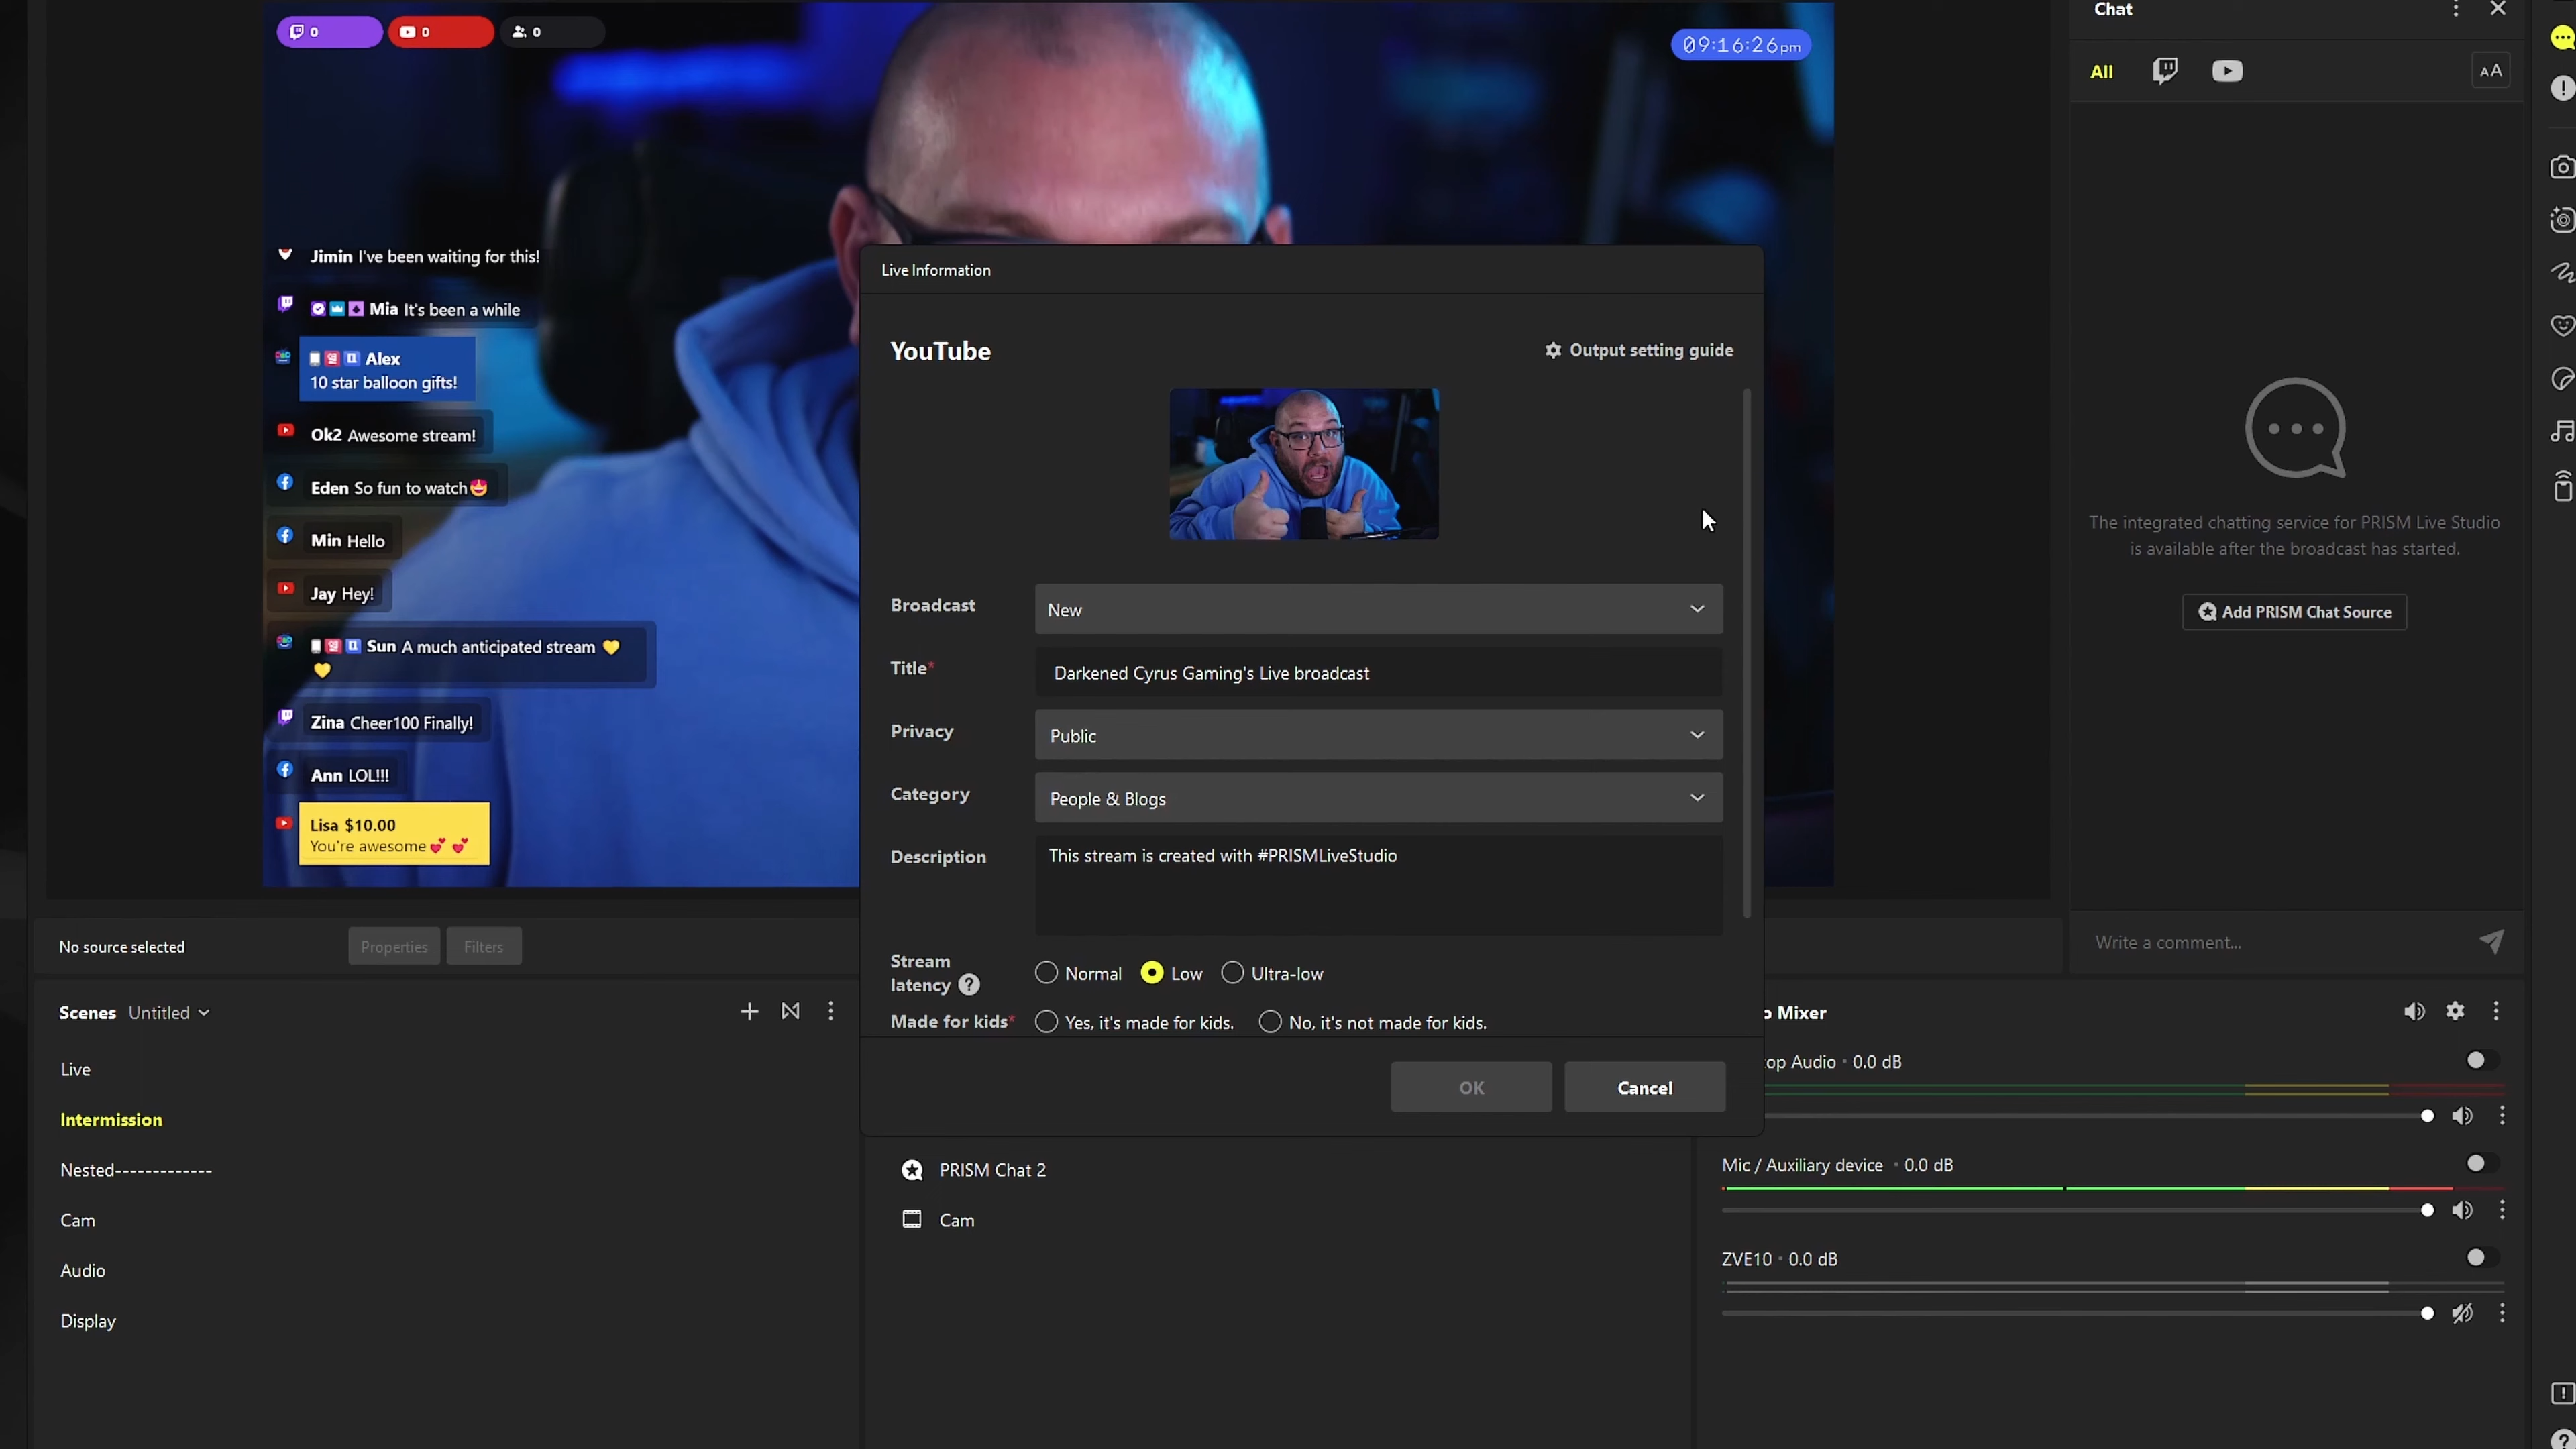 0
0
0
09:16:26pm
Chat
All
AA
Jimin I've been waiting for this!
Mia It's been a while
Alex
10 star balloon gifts!
Ok2 Awesome stream!
Eden So fun to watch🤩
Min Hello
Jay Hey!
Sun A much anticipated stream 💛
💛
Zina Cheer100 Finally!
Ann LOL!!!
Lisa $10.00
You're awesome💕 💕
Live Information
YouTube
Output setting guide
Broadcast
New
Title*
Darkened Cyrus Gaming's Live broadcast
Privacy
Public
Category
People & Blogs
Description
This stream is created with #PRISMLiveStudio
Stream
latency ?
Normal
Low
Ultra-low
Made for kids*
Yes, it's made for kids.
No, it's not made for kids.
OK
Cancel
The integrated chatting service for PRISM Live Studio
is available after the broadcast has started.
Add PRISM Chat Source
Write a comment...
No source selected
Properties
Filters
Scenes Untitled
Live
Intermission
Nested-------------
Cam
Audio
Display
PRISM Chat 2
Cam
o Mixer
op Audio • 0.0 dB
Mic / Auxiliary device • 0.0 dB
ZVE10 • 0.0 dB